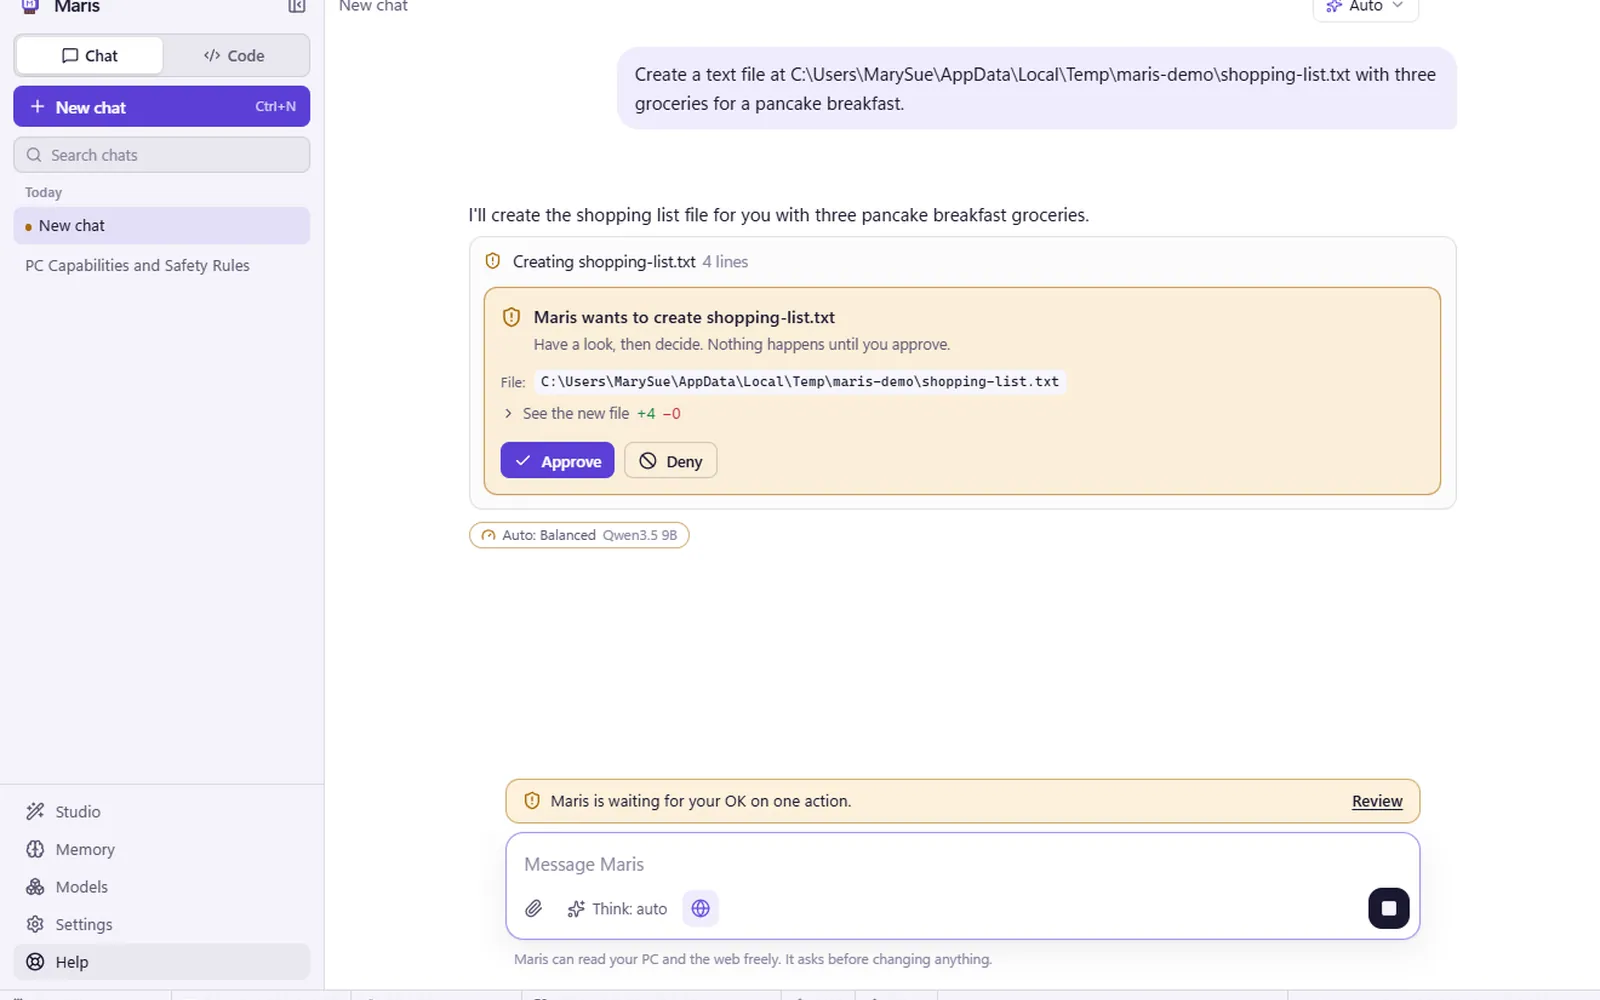 Maris
New chat
Auto
Chat
Code
New chat
Ctrl+N
Search chats
Today
New chat
PC Capabilities and Safety Rules
Create a text file at C:\Users\MarySue\AppData\Local\Temp\maris-demo\shopping-list.txt with three
groceries for a pancake breakfast.
I'll create the shopping list file for you with three pancake breakfast groceries.
Creating shopping-list.txt 4 lines
Maris wants to create shopping-list.txt
Have a look, then decide. Nothing happens until you approve.
File: C:\Users\MarySue\AppData\Local\Temp\maris-demo\shopping-list.txt
See the new file +4 −0
Approve
Deny
Auto: Balanced Qwen3.5 9B
Maris is waiting for your OK on one action.
Review
Message Maris
Think: auto
Maris can read your PC and the web freely. It asks before changing anything.
Studio
Memory
Models
Settings
Help